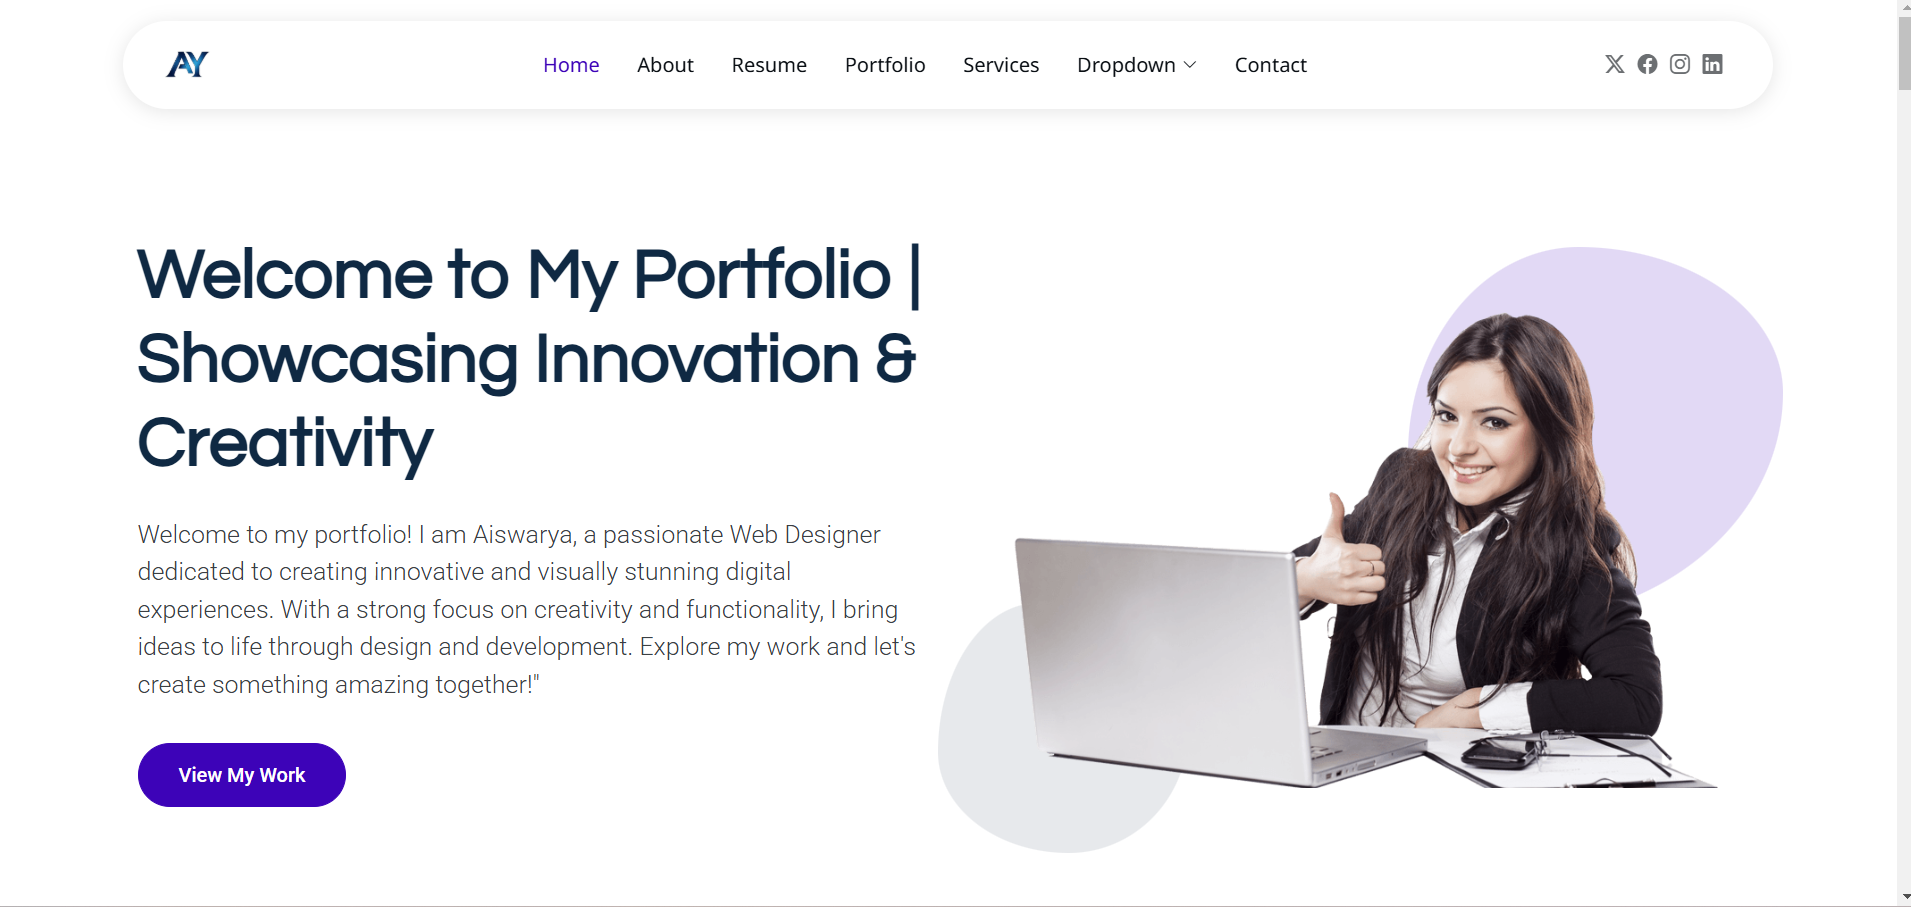 AY
Home About Resume Portfolio Services Dropdown Contact
Welcome to My Portfolio |
Showcasing Innovation &
Creativity
Welcome to my portfolio! I am Aiswarya, a passionate Web Designer
dedicated to creating innovative and visually stunning digital
experiences. With a strong focus on creativity and functionality, I bring
ideas to life through design and development. Explore my work and let's
create something amazing together!"
View My Work